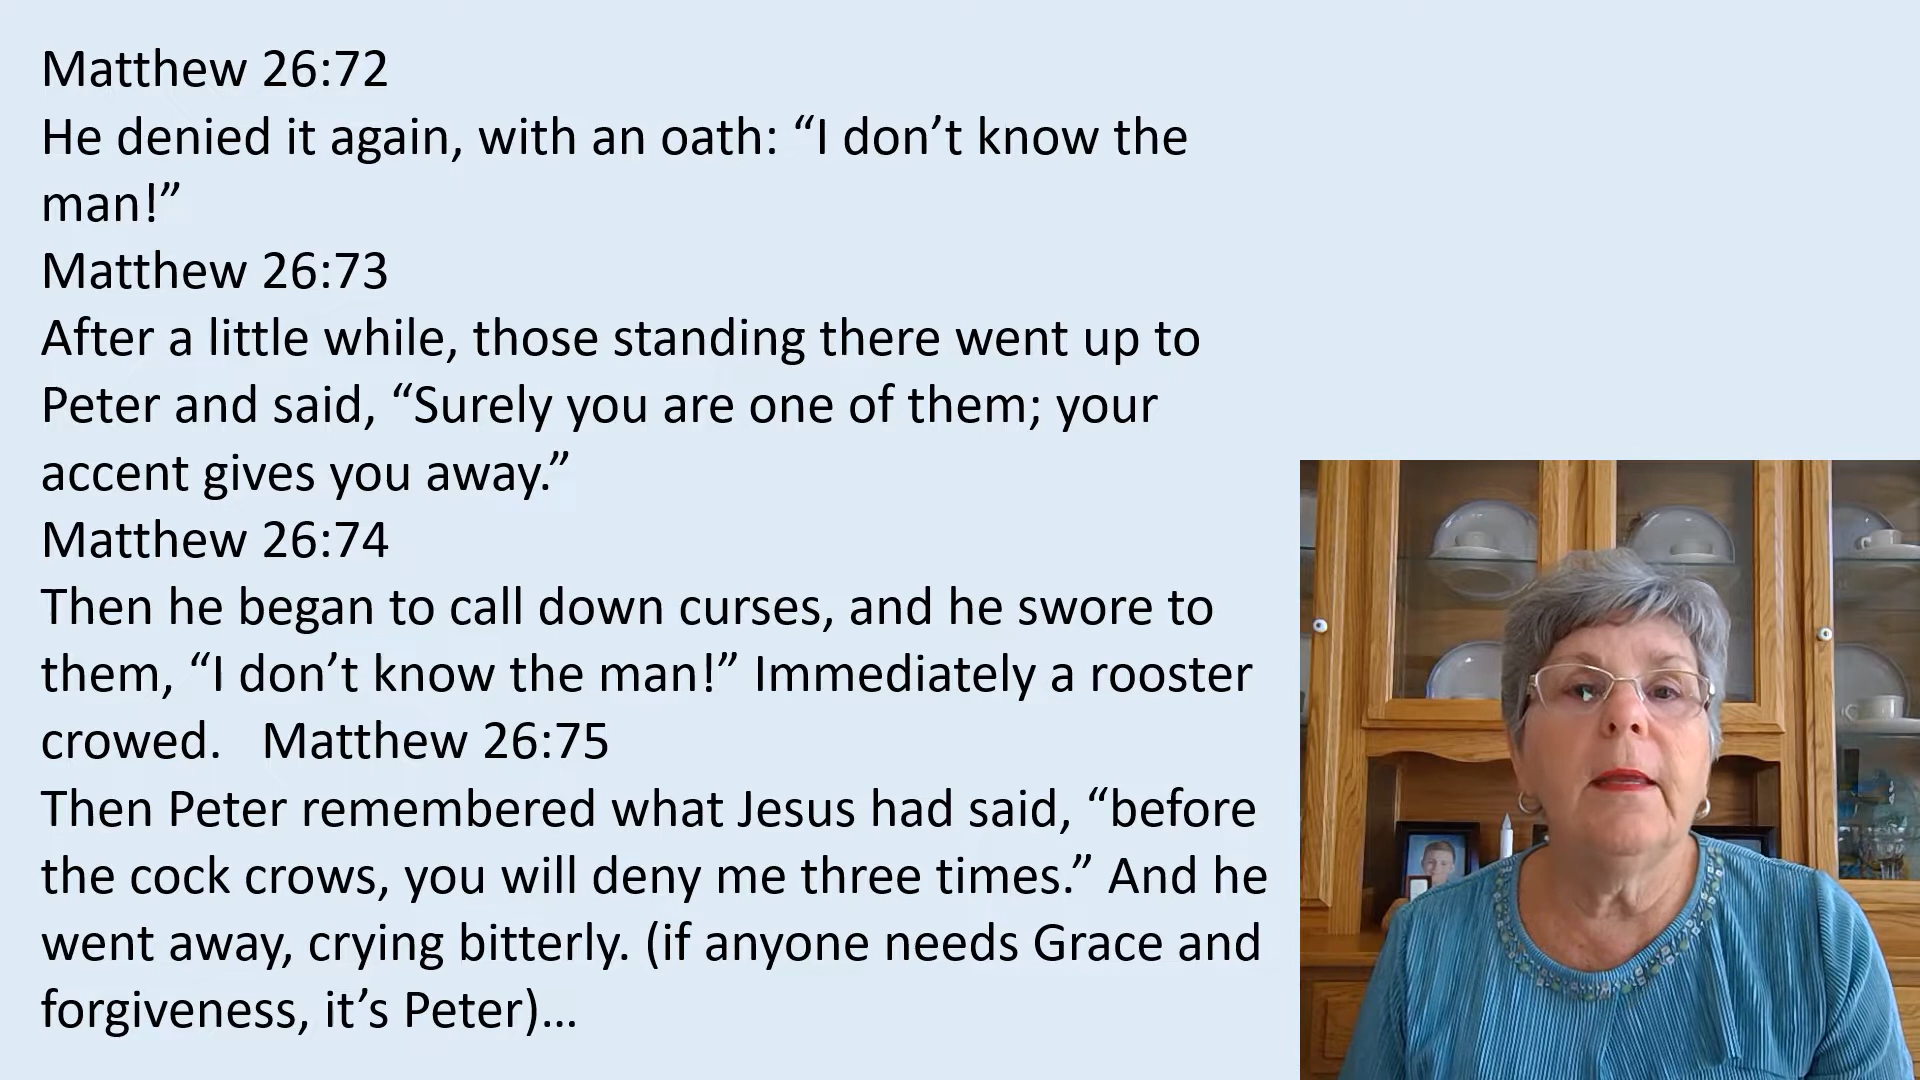 Matthew 26:72
He denied it again, with an oath: “I don’t know the
man!”
Matthew 26:73
After a little while, those standing there went up to
Peter and said, “Surely you are one of them; your
accent gives you away.”
Matthew 26:74
Then he began to call down curses, and he swore to
them, “I don’t know the man!” Immediately a rooster
crowed.   Matthew 26:75
Then Peter remembered what Jesus had said, “before
the cock crows, you will deny me three times.” And he
went away, crying bitterly. (if anyone needs Grace and
forgiveness, it’s Peter)…